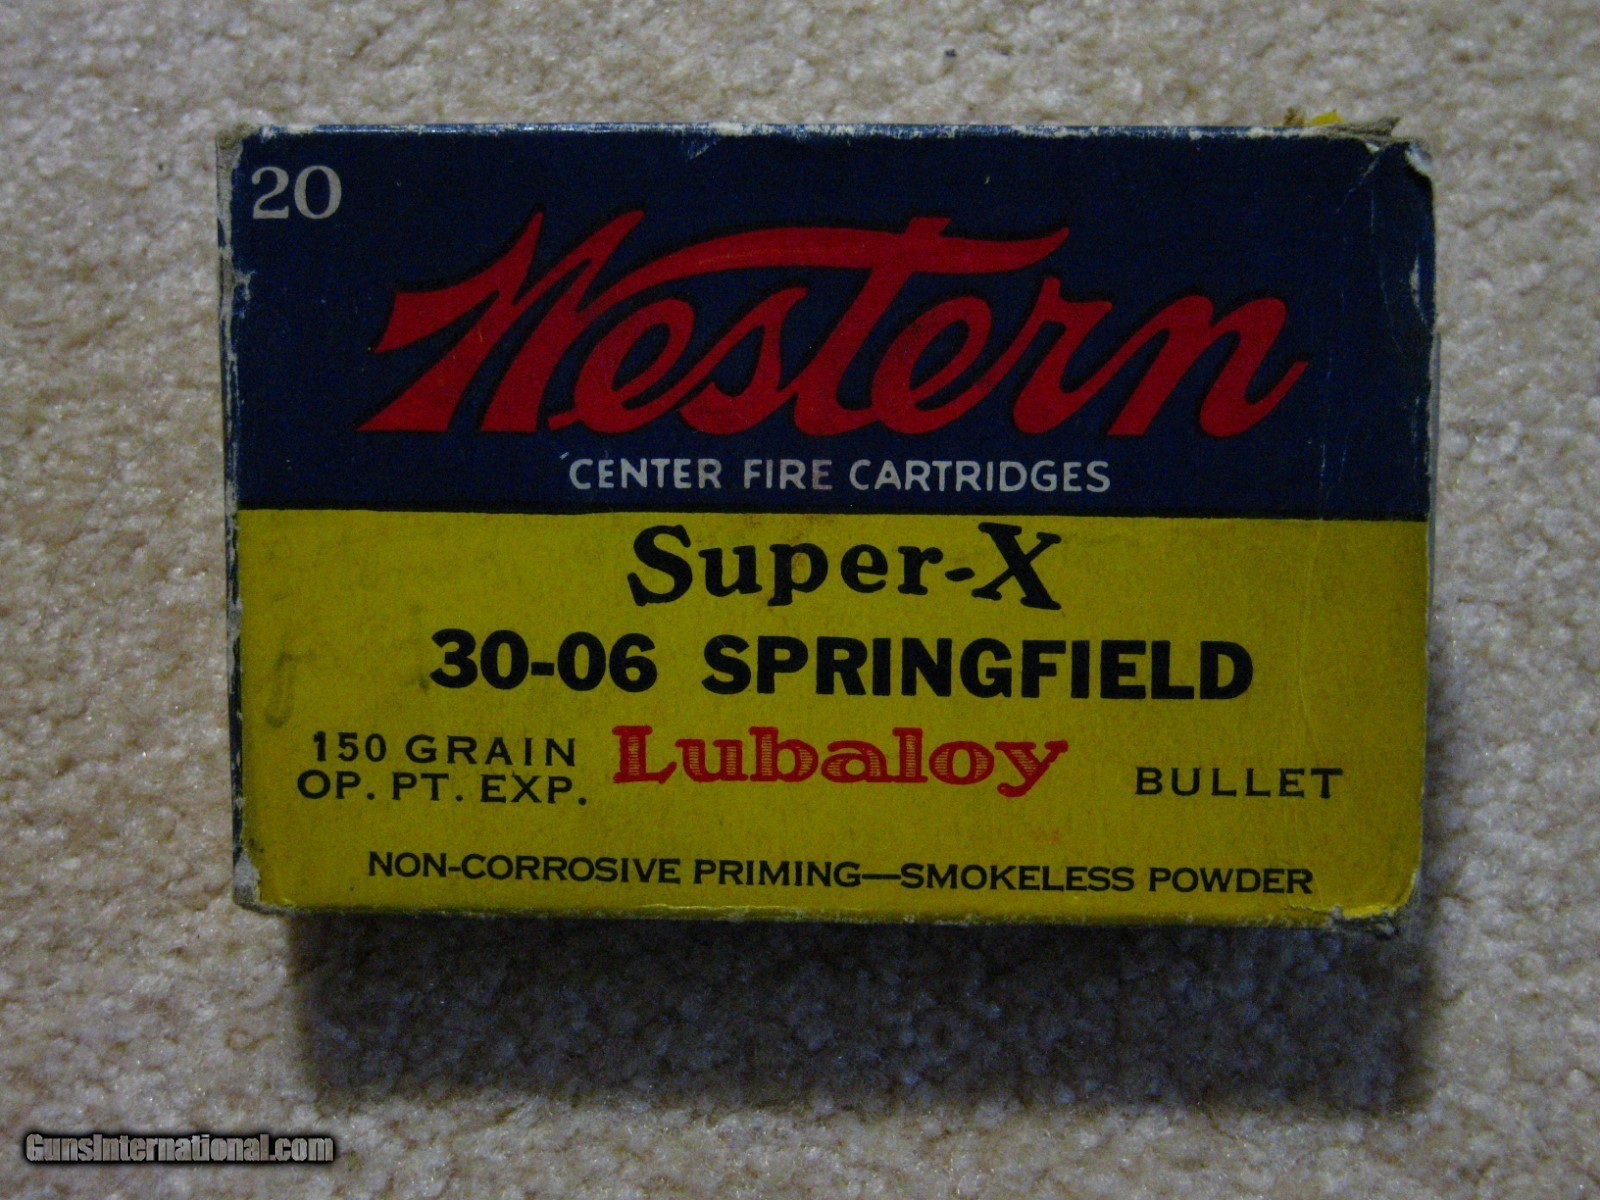 20
Western
CENTER FIRE CARTRIDGES
Super-X
30-06 SPRINGFIELD
150 GRAIN
OP. PT. EXP. Lubaloy BULLET
NON-CORROSIVE PRIMING—SMOKELESS POWDER
GunsInternational.com